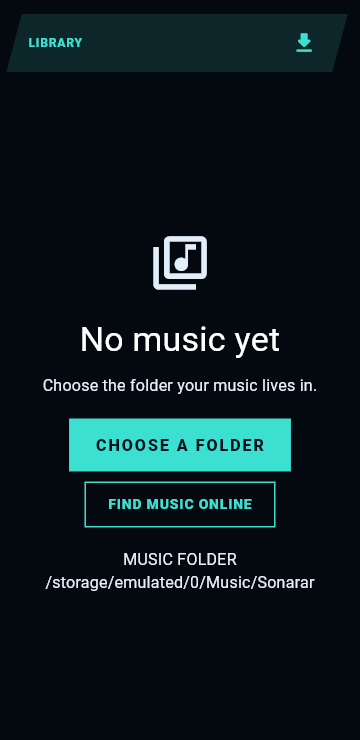 LIBRARY
No music yet
Choose the folder your music lives in.
CHOOSE A FOLDER
FIND MUSIC ONLINE
MUSIC FOLDER
/storage/emulated/0/Music/Sonarar